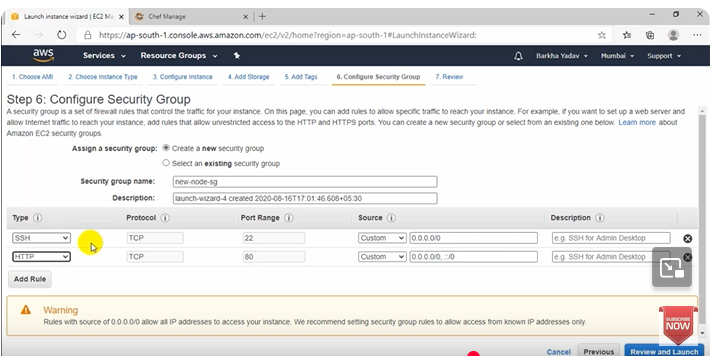 Launch instance wizard | EC2 Ma
Chef Manage
https://ap-south-1.console.aws.amazon.com/ec2/v2/home?region=ap-south-1#LaunchInstanceWizard:
aws
Services
Resource Groups
Barkha Yadav
Mumbai
Support
1. Choose AMI
2. Choose Instance Type
3. Configure Instance
4. Add Storage
5. Add Tags
6. Configure Security Group
7. Review
Step 6: Configure Security Group
A security group is a set of firewall rules that control the traffic for your instance. On this page, you can add rules to allow specific traffic to reach your instance. For example, if you want to set up a web server and
allow Internet traffic to reach your instance, add rules that allow unrestricted access to the HTTP and HTTPS ports. You can create a new security group or select from an existing one below. Learn more about
Amazon EC2 security groups.
Assign a security group:
Create a new security group
Select an existing security group
Security group name:
new-node-sg
Description:
launch-wizard-4 created 2020-08-16T17:01:46.608+05:30
Type
Protocol
Port Range
Source
Description
SSH
TCP
22
Custom
0.0.0.0/0
e.g. SSH for Admin Desktop
HTTP
TCP
80
Custom
0.0.0.0/0, ::/0
e.g. SSH for Admin Desktop
Add Rule
Warning
Rules with source of 0.0.0.0/0 allow all IP addresses to access your instance. We recommend setting security group rules to allow access from known IP addresses only.
SUBSCRIBE
NOW
Cancel
Previous
Review and Launch